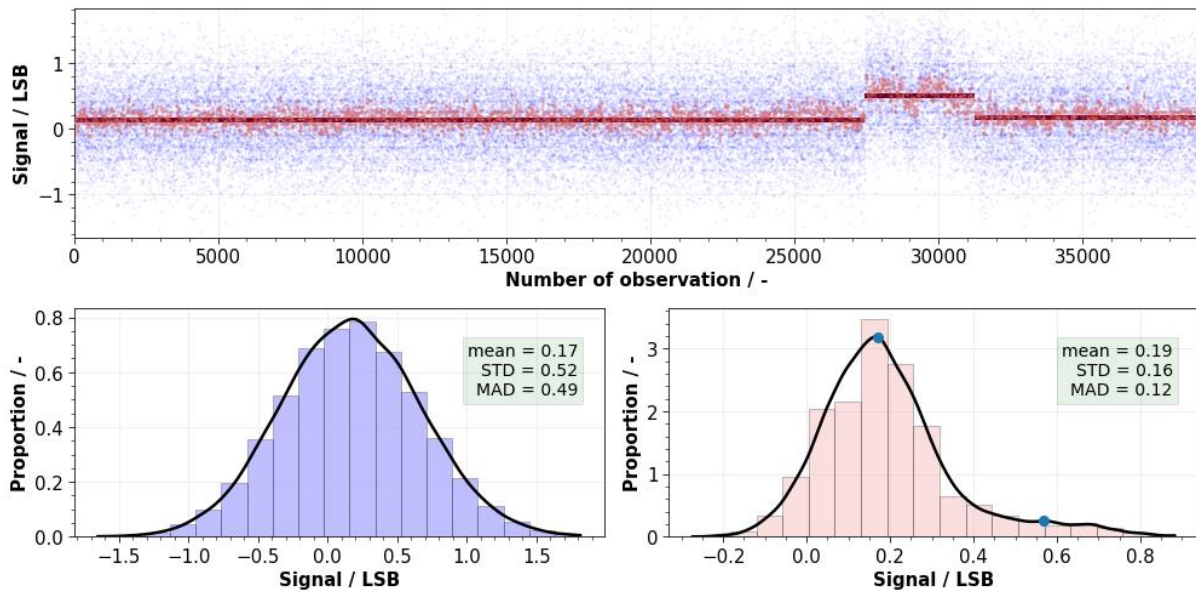 Signal / LSB
1
0
−1
0 5000 10000 15000 20000 25000 30000 35000
Number of observation / -
Proportion / -
0.8
0.6
0.4
0.2
0.0
mean = 0.17
STD = 0.52
MAD = 0.49
−1.5 −1.0 −0.5 0.0 0.5 1.0 1.5
Signal / LSB
Proportion / -
3
2
1
0
mean = 0.19
STD = 0.16
MAD = 0.12
−0.2 0.0 0.2 0.4 0.6 0.8
Signal / LSB